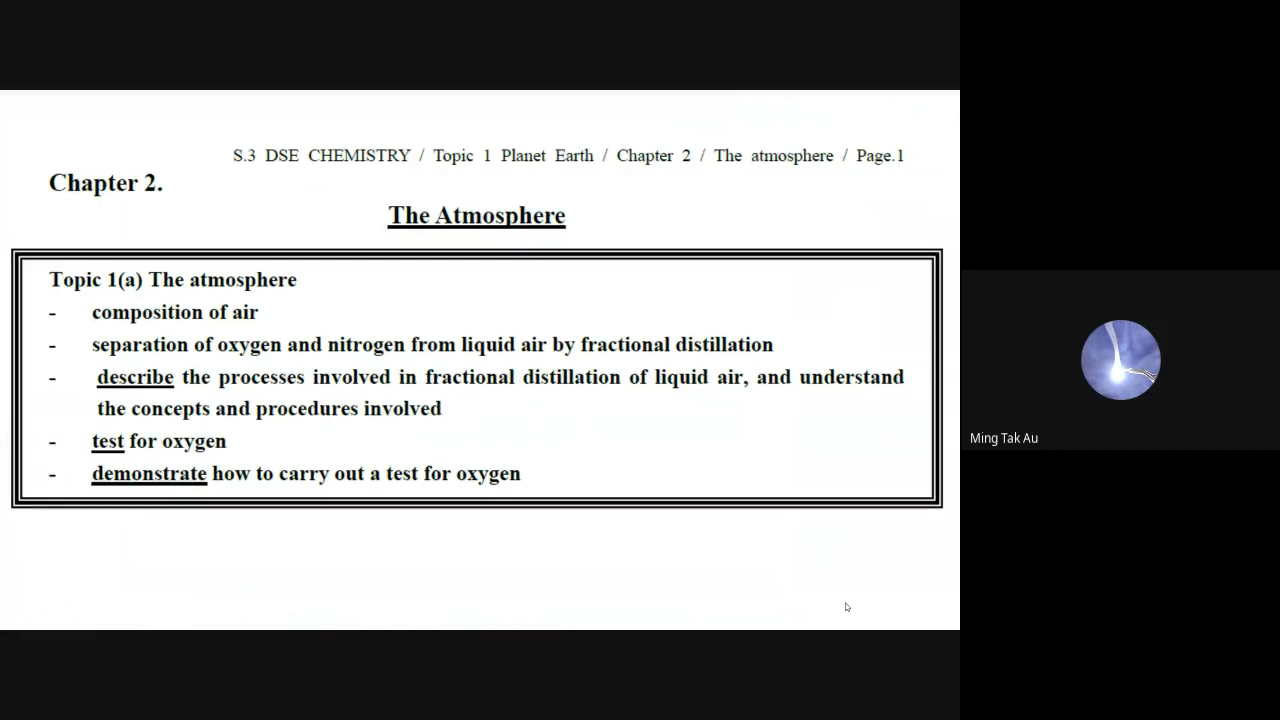 S.3 DSE CHEMISTRY / Topic 1 Planet Earth / Chapter 2 / The atmosphere / Page.1
Chapter 2.
The Atmosphere
Topic 1(a) The atmosphere
- composition of air
- separation of oxygen and nitrogen from liquid air by fractional distillation
- describe the processes involved in fractional distillation of liquid air, and understand
the concepts and procedures involved
- test for oxygen
- demonstrate how to carry out a test for oxygen
Ming Tak Au